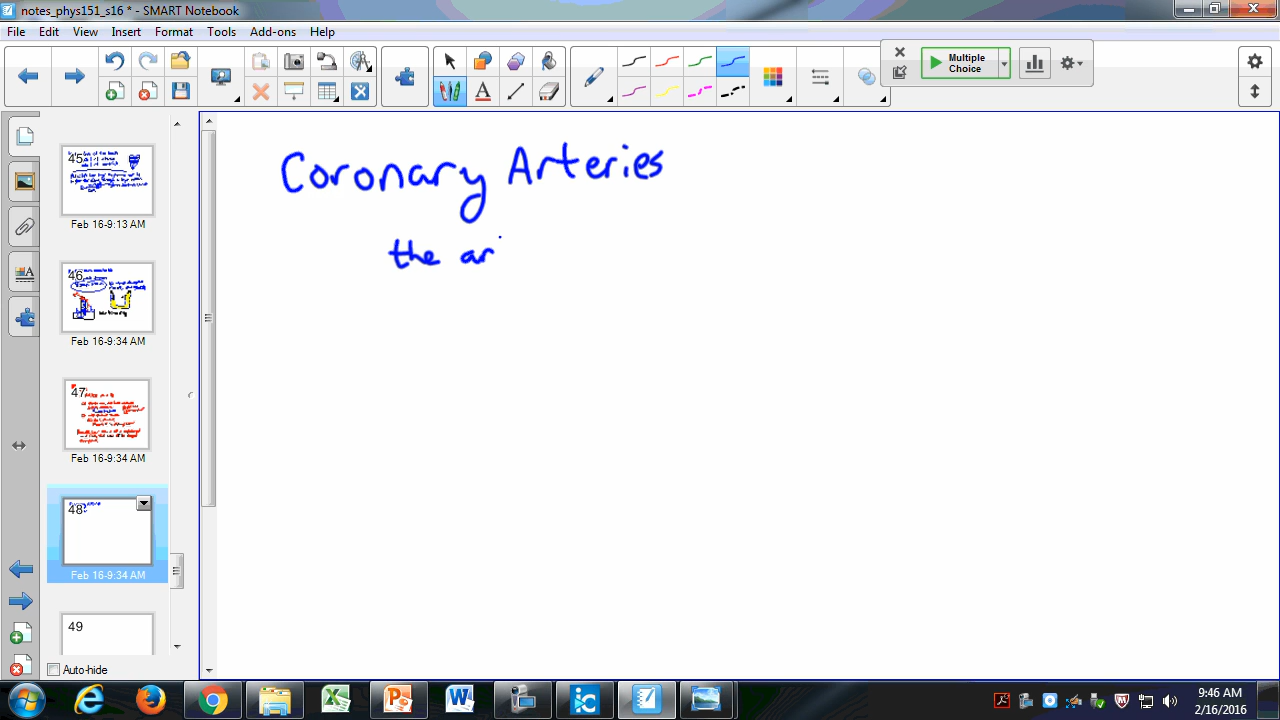 notes_phys151_s16 * - SMART Notebook
File Edit View Insert Format Tools Add-ons Help
Multiple
Choice
45
Feb 16-9:13 AM
46
Feb 16-9:34 AM
47
Feb 16-9:34 AM
48
Feb 16-9:34 AM
49
Auto-hide
Coronary Arteries
the ar
9:46 AM
2/16/2016